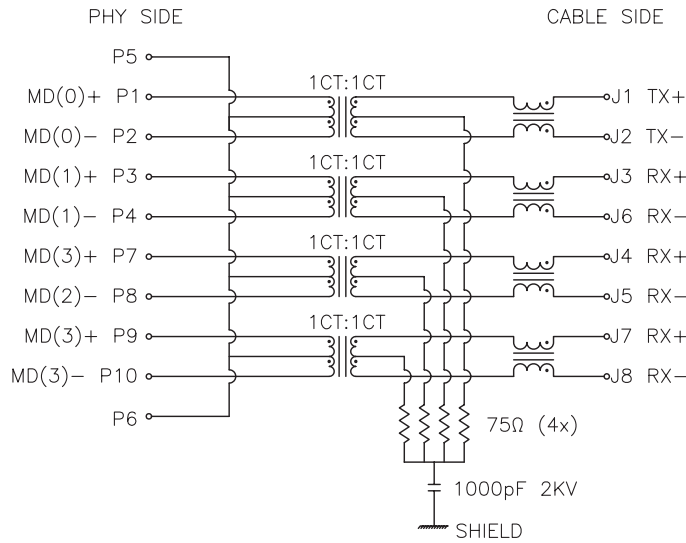 PHY SIDE CABLE SIDE
P5
1CT:1CT
MD(0)+ P1 J1 TX+
MD(0)- P2 J2 TX-
1CT:1CT
MD(1)+ P3 J3 RX+
MD(1)- P4 J6 RX-
1CT:1CT
MD(3)+ P7 J4 RX+
MD(2)- P8 J5 RX-
1CT:1CT
MD(3)+ P9 J7 RX+
MD(3)- P10 J8 RX-
P6
75Ω (4x)
1000pF 2KV
SHIELD